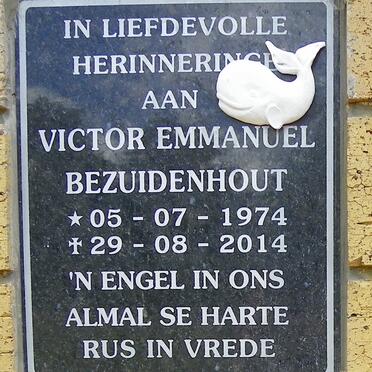 IN LIEFDEVOLLE
HERINNERINGE
AAN
VICTOR EMMANUEL
BEZUIDENHOUT
★ 05 - 07 - 1974
✝ 29 - 08 - 2014
'N ENGEL IN ONS
ALMAL SE HARTE
RUS IN VREDE